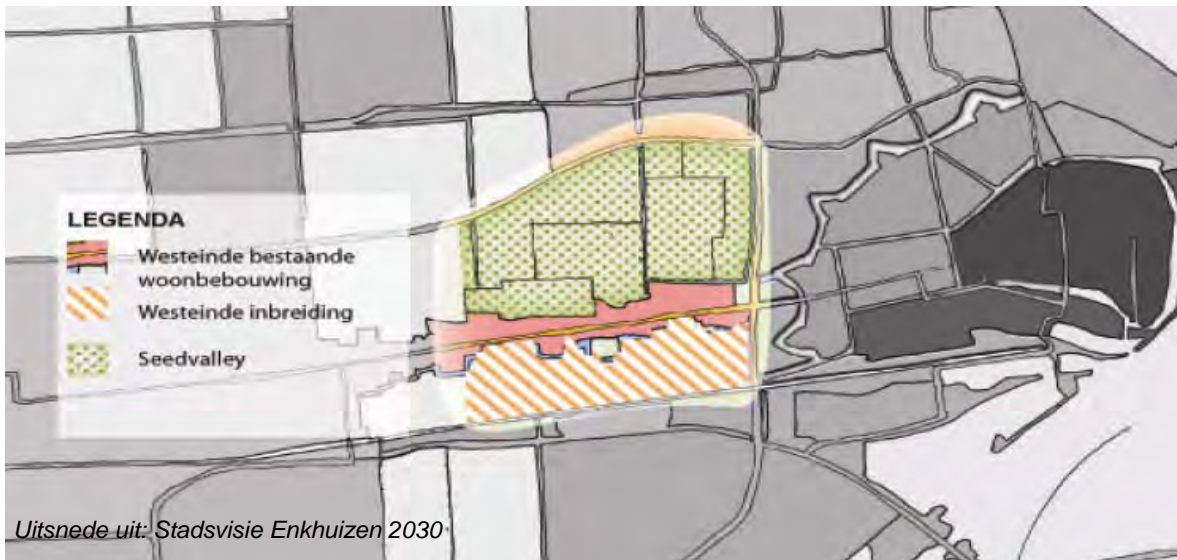 LEGENDA
Westeinde bestaande
woonbebouwing
Westeinde inbreiding
Seedvalley
Uitsnede uit: Stadsvisie Enkhuizen 2030